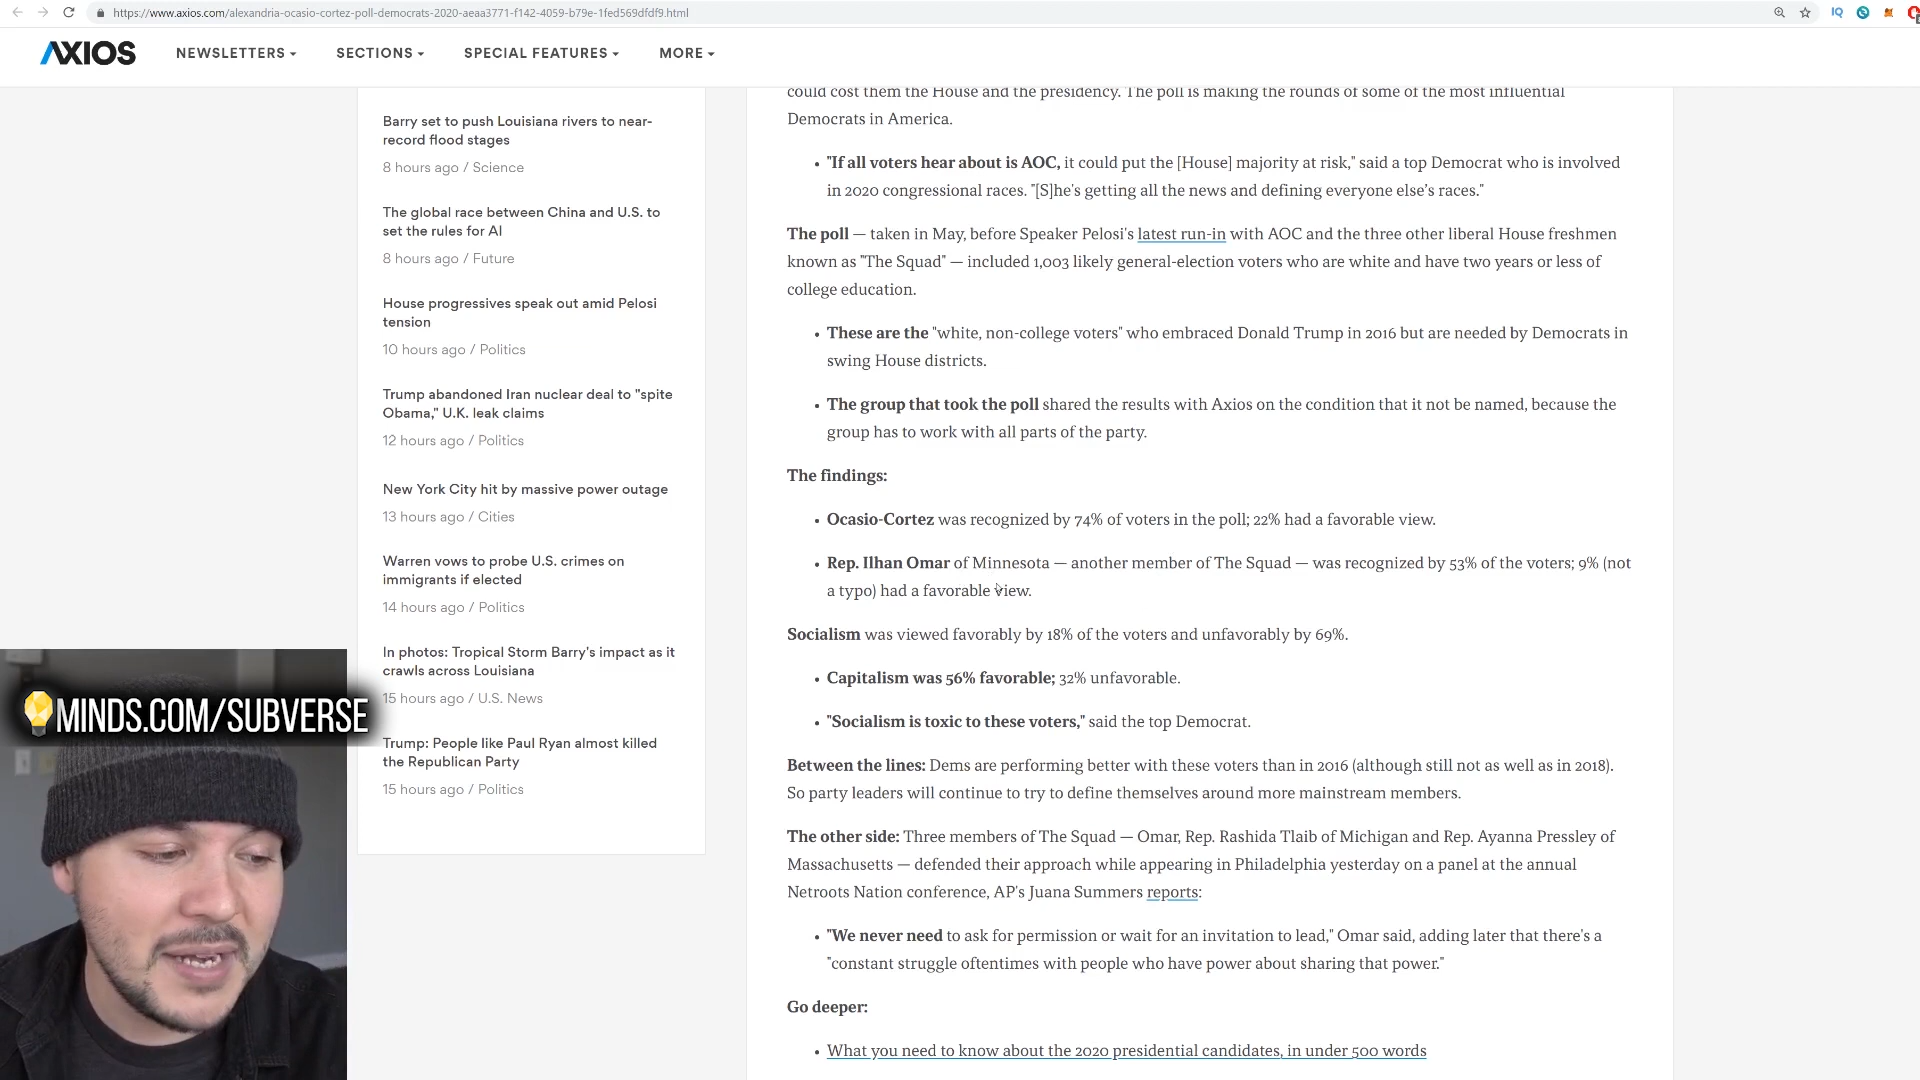 https://www.axios.com/alexandria-ocasio-cortez-poll-democrats-2020-aeaa3771-f142-4059-b79e-1fed569dfdf9.html
IQ
AXIOS
NEWSLETTERS
SECTIONS
SPECIAL FEATURES
MORE
Barry set to push Louisiana rivers to near-
record flood stages
8 hours ago / Science
The global race between China and U.S. to
set the rules for AI
8 hours ago / Future
House progressives speak out amid Pelosi
tension
10 hours ago / Politics
Trump abandoned Iran nuclear deal to "spite
Obama," U.K. leak claims
12 hours ago / Politics
New York City hit by massive power outage
13 hours ago / Cities
Warren vows to probe U.S. crimes on
immigrants if elected
14 hours ago / Politics
In photos: Tropical Storm Barry's impact as it
crawls across Louisiana
15 hours ago / U.S. News
Trump: People like Paul Ryan almost killed
the Republican Party
15 hours ago / Politics
MINDS.COM/SUBVERSE
could cost them the House and the presidency. The poll is making the rounds of some of the most influential
Democrats in America.
• "If all voters hear about is AOC, it could put the [House] majority at risk," said a top Democrat who is involved
in 2020 congressional races. "[S]he's getting all the news and defining everyone else's races."
The poll — taken in May, before Speaker Pelosi's latest run-in with AOC and the three other liberal House freshmen
known as "The Squad" — included 1,003 likely general-election voters who are white and have two years or less of
college education.
• These are the "white, non-college voters" who embraced Donald Trump in 2016 but are needed by Democrats in
swing House districts.
• The group that took the poll shared the results with Axios on the condition that it not be named, because the
group has to work with all parts of the party.
The findings:
• Ocasio-Cortez was recognized by 74% of voters in the poll; 22% had a favorable view.
• Rep. Ilhan Omar of Minnesota — another member of The Squad — was recognized by 53% of the voters; 9% (not
a typo) had a favorable view.
Socialism was viewed favorably by 18% of the voters and unfavorably by 69%.
• Capitalism was 56% favorable; 32% unfavorable.
• "Socialism is toxic to these voters," said the top Democrat.
Between the lines: Dems are performing better with these voters than in 2016 (although still not as well as in 2018).
So party leaders will continue to try to define themselves around more mainstream members.
The other side: Three members of The Squad — Omar, Rep. Rashida Tlaib of Michigan and Rep. Ayanna Pressley of
Massachusetts — defended their approach while appearing in Philadelphia yesterday on a panel at the annual
Netroots Nation conference, AP's Juana Summers reports:
• "We never need to ask for permission or wait for an invitation to lead," Omar said, adding later that there's a
"constant struggle oftentimes with people who have power about sharing that power."
Go deeper:
• What you need to know about the 2020 presidential candidates, in under 500 words